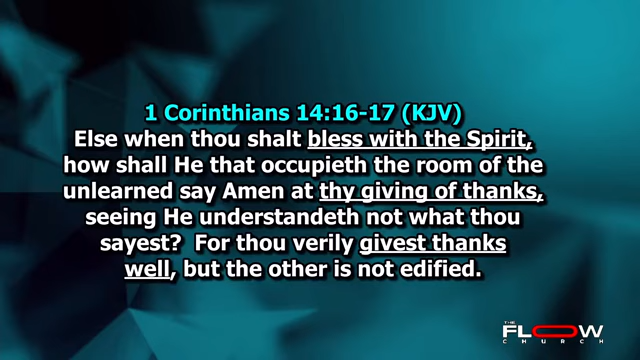 1 Corinthians 14:16-17 (KJV)
Else when thou shalt bless with the Spirit,
how shall He that occupieth the room of the
unlearned say Amen at thy giving of thanks,
seeing He understandeth not what thou
sayest?  For thou verily givest thanks
well, but the other is not edified.
THE
FLOW
CHURCH